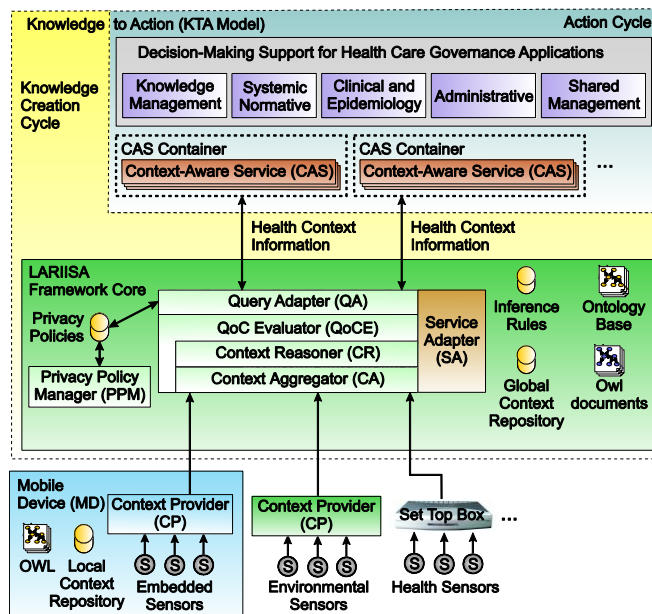 Knowledge to Action (KTA Model)
Action Cycle
Knowledge
Creation
Cycle
Decision-Making Support for Health Care Governance Applications
Knowledge
Management
Systemic
Normative
Clinical and
Epidemiology
Administrative
Shared
Management
CAS Container
Context-Aware Service (CAS)
CAS Container
Context-Aware Service (CAS)
...
Health Context
Information
Health Context
Information
LARIISA
Framework Core
Privacy
Policies
Privacy Policy
Manager (PPM)
Query Adapter (QA)
QoC Evaluator (QoCE)
Context Reasoner (CR)
Context Aggregator (CA)
Service
Adapter
(SA)
Inference
Rules
Ontology
Base
Global
Context
Repository
Owl
documents
Mobile
Device (MD)
Context Provider
(CP)
OWL
Local
Context
Repository
S
S
S
Embedded
Sensors
Context Provider
(CP)
S
S
S
Environmental
Sensors
Set Top Box
...
S
S
S
Health Sensors